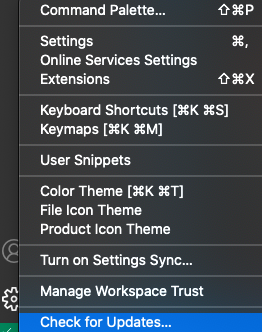 Command Palette... ⇧⌘P
Settings ⌘,
Online Services Settings
Extensions ⇧⌘X
Keyboard Shortcuts [⌘K ⌘S]
Keymaps [⌘K ⌘M]
User Snippets
Color Theme [⌘K ⌘T]
File Icon Theme
Product Icon Theme
Turn on Settings Sync...
Manage Workspace Trust
Check for Updates...